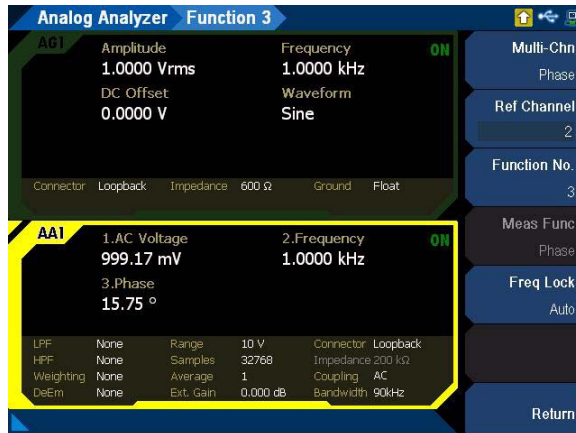 Analog Analyzer Function 3
AG1
ON
Amplitude Frequency
1.0000 Vrms 1.0000 kHz
DC Offset Waveform
0.0000 V Sine
Connector Loopback Impedance 600 Ω Ground Float
AA1
ON
1.AC Voltage 2.Frequency
999.17 mV 1.0000 kHz
3.Phase
15.75 °
LPF None Range 10 V Connector Loopback
HPF None Samples 32768 Impedance 200 kΩ
Weighting None Average 1 Coupling AC
DeEm None Ext. Gain 0.000 dB Bandwidth 90kHz
Multi-Chn
Phase
Ref Channel
2
Function No.
3
Meas Func
Phase
Freq Lock
Auto
Return